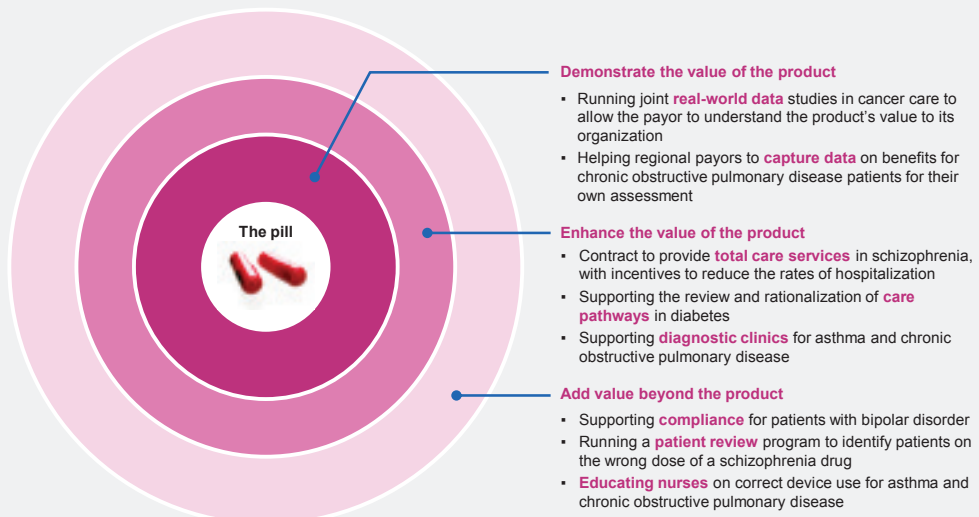 The pill
Demonstrate the value of the product
▪ Running joint real-world data studies in cancer care to
allow the payor to understand the product's value to its
organization
▪ Helping regional payors to capture data on benefits for
chronic obstructive pulmonary disease patients for their
own assessment
Enhance the value of the product
▪ Contract to provide total care services in schizophrenia,
with incentives to reduce the rates of hospitalization
▪ Supporting the review and rationalization of care
pathways in diabetes
▪ Supporting diagnostic clinics for asthma and chronic
obstructive pulmonary disease
Add value beyond the product
▪ Supporting compliance for patients with bipolar disorder
▪ Running a patient review program to identify patients on
the wrong dose of a schizophrenia drug
▪ Educating nurses on correct device use for asthma and
chronic obstructive pulmonary disease